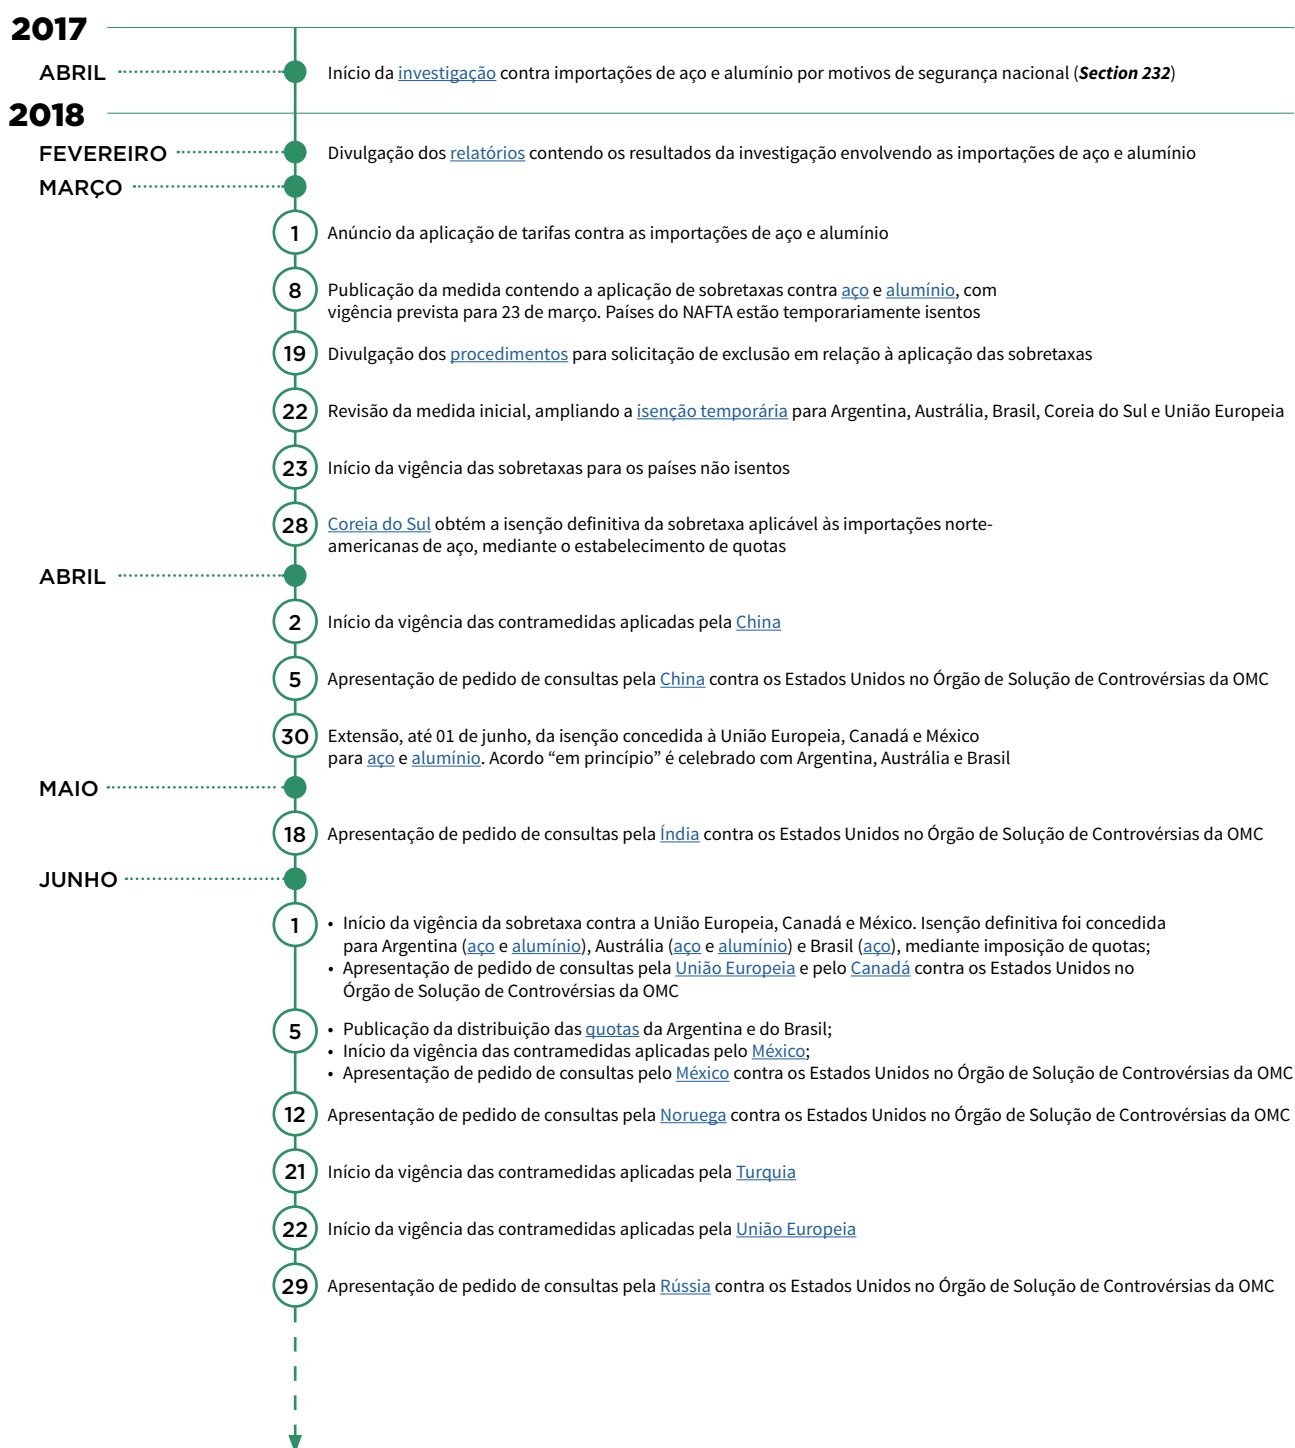 2017
ABRIL
Início da investigação contra importações de aço e alumínio por motivos de segurança nacional (Section 232)
2018
FEVEREIRO
Divulgação dos relatórios contendo os resultados da investigação envolvendo as importações de aço e alumínio
MARÇO
1 Anúncio da aplicação de tarifas contra as importações de aço e alumínio
8 Publicação da medida contendo a aplicação de sobretaxas contra aço e alumínio, com
vigência prevista para 23 de março. Países do NAFTA estão temporariamente isentos
19 Divulgação dos procedimentos para solicitação de exclusão em relação à aplicação das sobretaxas
22 Revisão da medida inicial, ampliando a isenção temporária para Argentina, Austrália, Brasil, Coreia do Sul e União Europeia
23 Início da vigência das sobretaxas para os países não isentos
28 Coreia do Sul obtém a isenção definitiva da sobretaxa aplicável às importações norte-
americanas de aço, mediante o estabelecimento de quotas
ABRIL
2 Início da vigência das contramedidas aplicadas pela China
5 Apresentação de pedido de consultas pela China contra os Estados Unidos no Órgão de Solução de Controvérsias da OMC
30 Extensão, até 01 de junho, da isenção concedida à União Europeia, Canadá e México
para aço e alumínio. Acordo “em princípio” é celebrado com Argentina, Austrália e Brasil
MAIO
18 Apresentação de pedido de consultas pela Índia contra os Estados Unidos no Órgão de Solução de Controvérsias da OMC
JUNHO
1 • Início da vigência da sobretaxa contra a União Europeia, Canadá e México. Isenção definitiva foi concedida
para Argentina (aço e alumínio), Austrália (aço e alumínio) e Brasil (aço), mediante imposição de quotas;
• Apresentação de pedido de consultas pela União Europeia e pelo Canadá contra os Estados Unidos no
Órgão de Solução de Controvérsias da OMC
5 • Publicação da distribuição das quotas da Argentina e do Brasil;
• Início da vigência das contramedidas aplicadas pelo México;
• Apresentação de pedido de consultas pelo México contra os Estados Unidos no Órgão de Solução de Controvérsias da OMC
12 Apresentação de pedido de consultas pela Noruega contra os Estados Unidos no Órgão de Solução de Controvérsias da OMC
21 Início da vigência das contramedidas aplicadas pela Turquia
22 Início da vigência das contramedidas aplicadas pela União Europeia
29 Apresentação de pedido de consultas pela Rússia contra os Estados Unidos no Órgão de Solução de Controvérsias da OMC